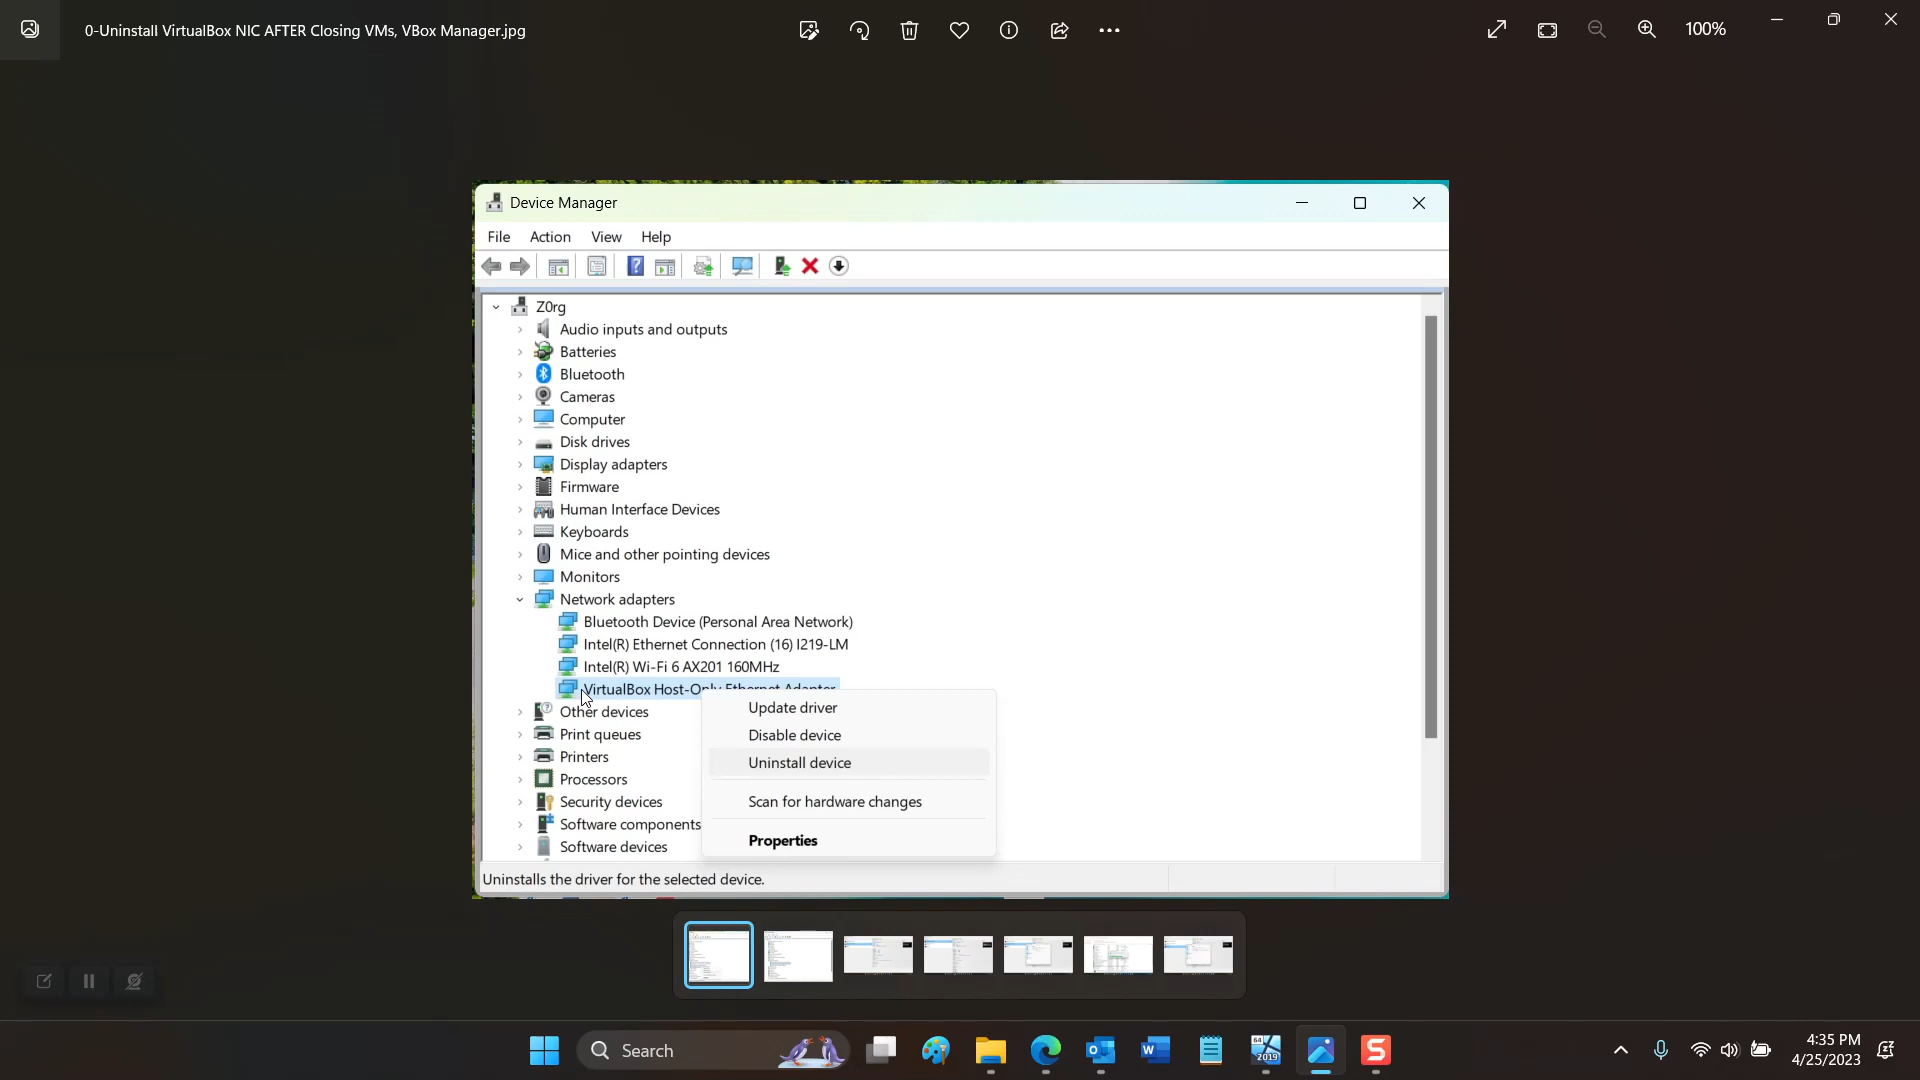 0-Uninstall VirtualBox NIC AFTER Closing VMs, VBox Manager.jpg
100%
Device Manager
File Action View Help
Z0rg
Audio inputs and outputs
Batteries
Bluetooth
Cameras
Computer
Disk drives
Display adapters
Firmware
Human Interface Devices
Keyboards
Mice and other pointing devices
Monitors
Network adapters
Bluetooth Device (Personal Area Network)
Intel(R) Ethernet Connection (16) I219-LM
Intel(R) Wi-Fi 6 AX201 160MHz
VirtualBox Host-Only Ethernet Adapter
Other devices
Print queues
Printers
Processors
Security devices
Software components
Software devices
Update driver
Disable device
Uninstall device
Scan for hardware changes
Properties
Uninstalls the driver for the selected device.
Search
64
2019
4:35 PM
4/25/2023